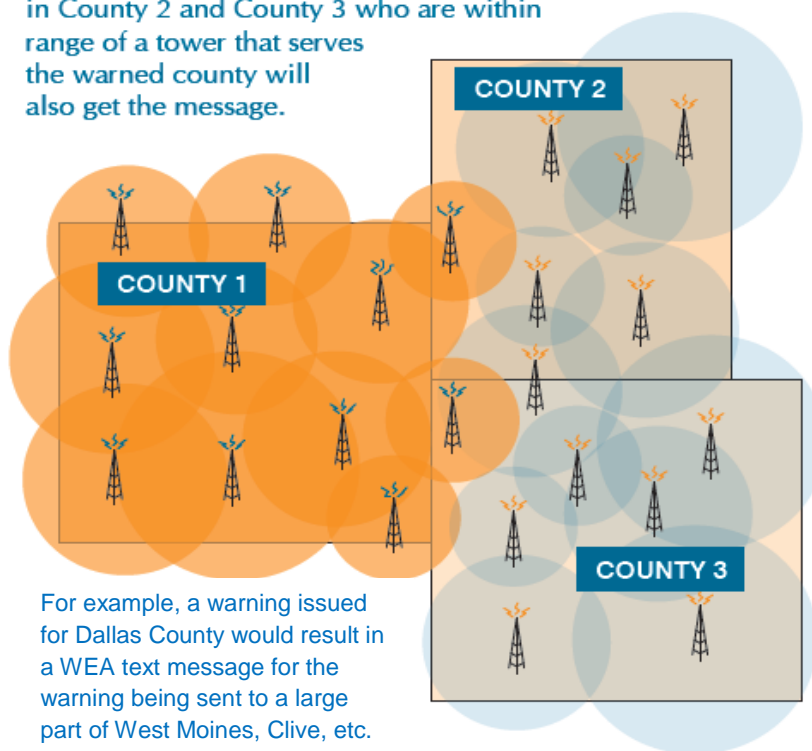 in County 2 and County 3 who are within
range of a tower that serves
the warned county will
also get the message.
COUNTY 2
COUNTY 1
COUNTY 3
For example, a warning issued
for Dallas County would result in
a WEA text message for the
warning being sent to a large
part of West Moines, Clive, etc.